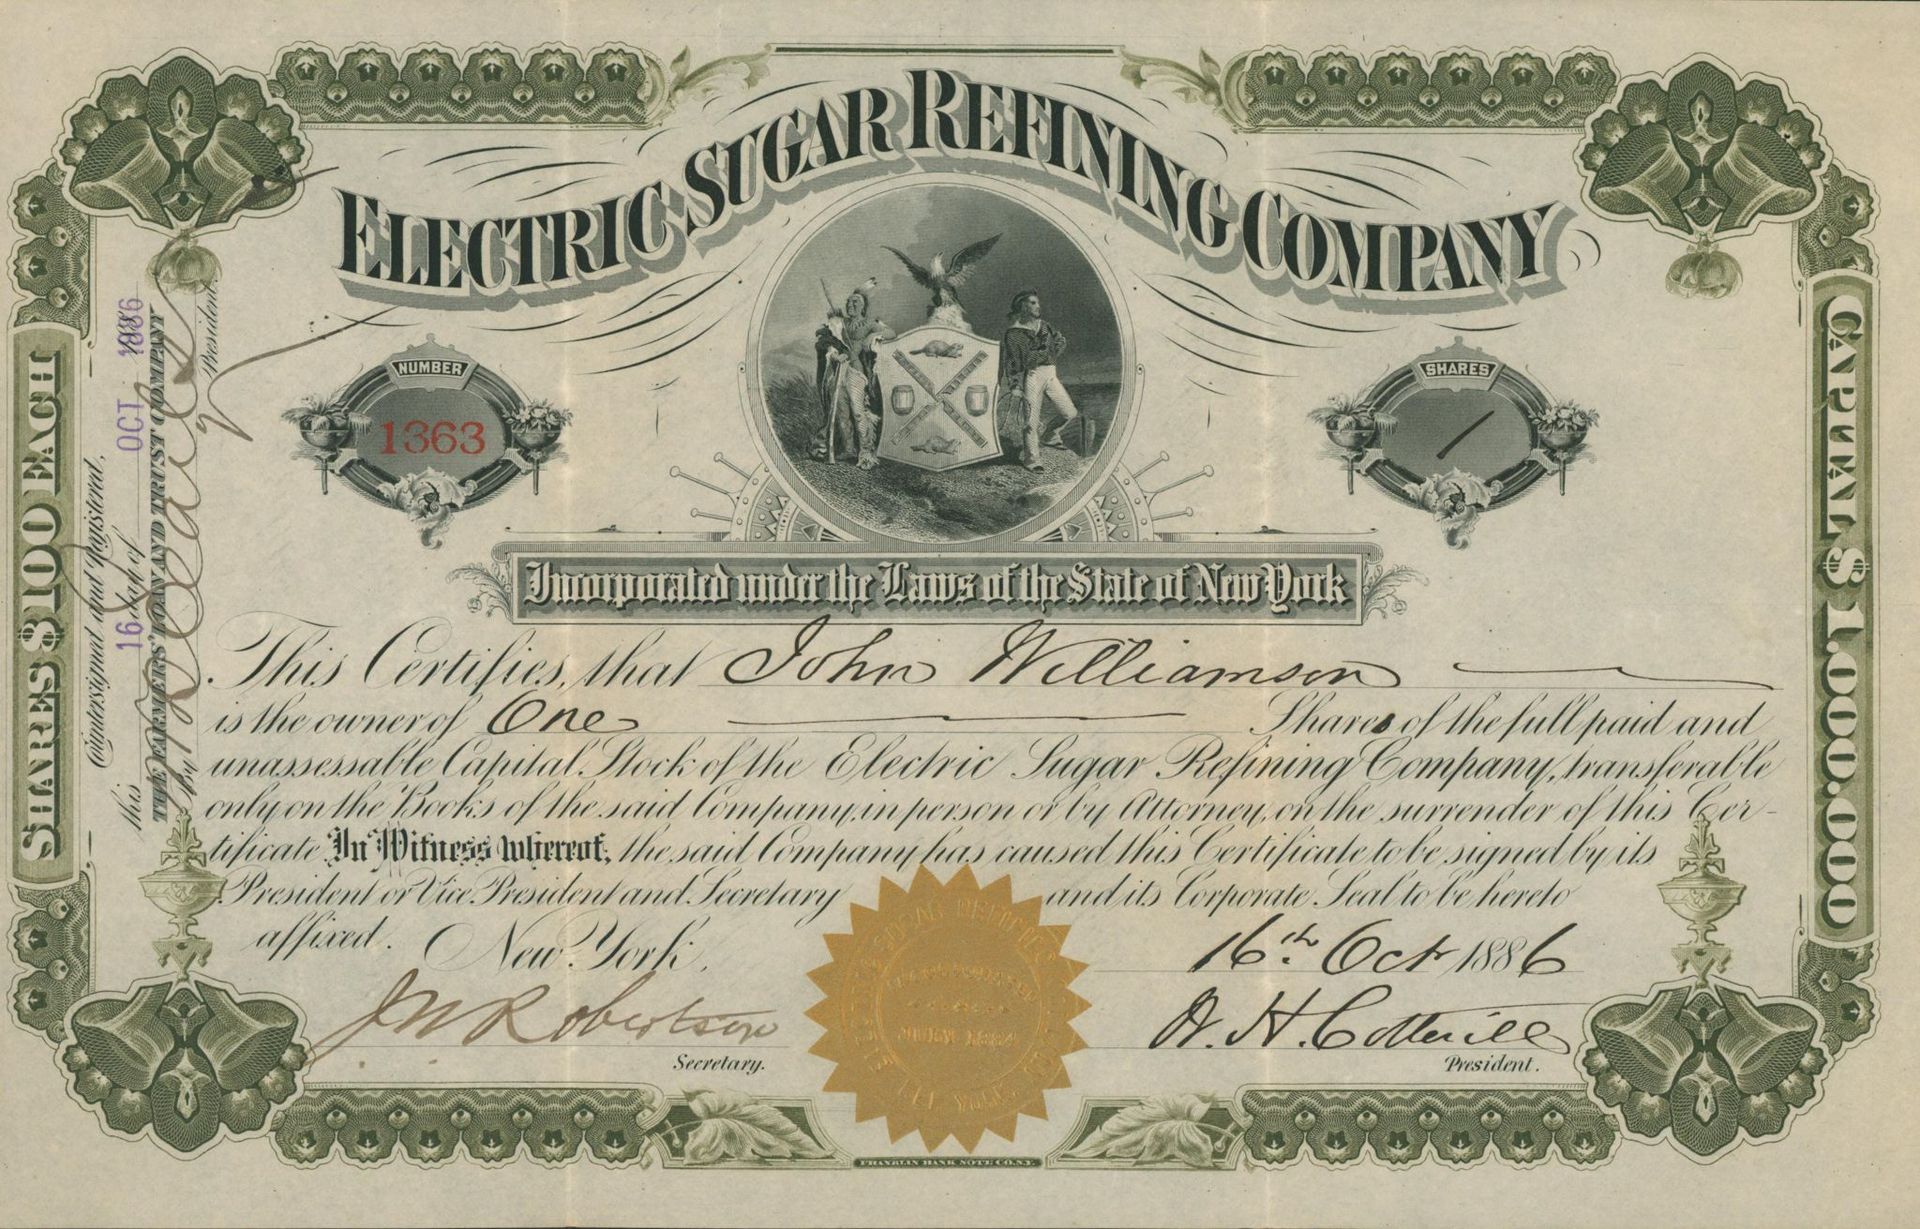 ELECTRIC SUGAR REFINING COMPANY
NUMBER
1363
SHARES
1
Incorporated under the Laws of the State of New York
This Certifies, that John Williamson
is the owner of One Shares of the full paid and
unassessable Capital Stock of the Electric Sugar Refining Company, transferable
only on the Books of the said Company, in person or by Attorney, on the surrender of this Cer-
tificate. In Witness whereof, the said Company has caused this Certificate to be signed by its
President or Vice President and Secretary and its Corporate Seal to be hereto
affixed. New York, 16th Oct 1886
J W Robertson
Secretary.
W. H. Cotterill
President.
SUGAR REFINING
INCORPORATED
1884
FRANKLIN BANK NOTE CO. N.Y.
SHARES $100 EACH
Countersigned and Registered,
this 16 day of OCT 1886
THE FARMERS' LOAN AND TRUST COMPANY
by
President.
CAPITAL $1,000,000